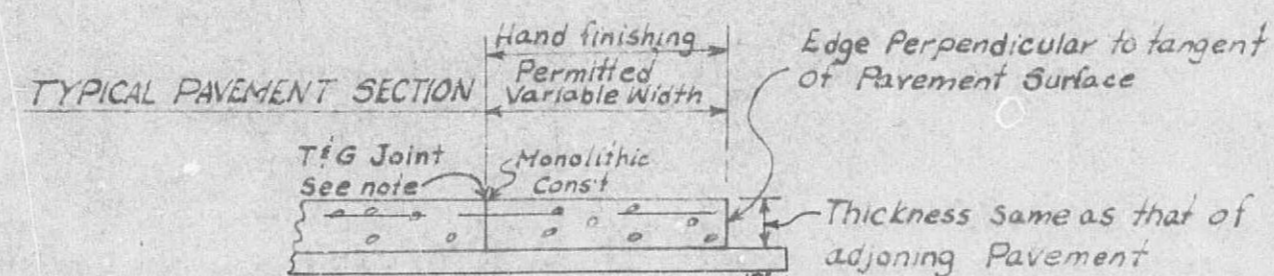 Hand finishing
Permitted
Variable Width
TYPICAL PAVEMENT SECTION
Edge Perpendicular to tangent
of Pavement Surface
T&G Joint
See note
Monolithic
Const
Thickness same as that of
adjoning Pavement